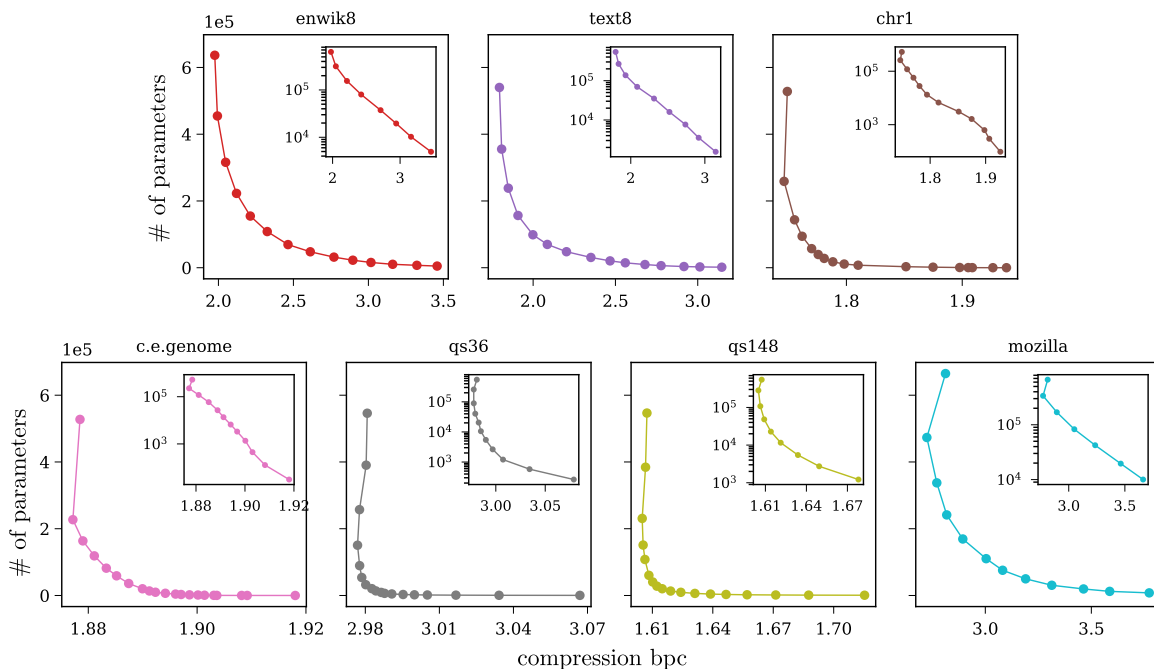 enwik8
text8
chr1
1e5
# of parameters
6
4
2
0
2.0 2.5 3.0 3.5
10^5
10^4
2 3
2.0 2.5 3.0
10^5
10^4
2 3
1.8 1.9
10^5
10^3
1.8 1.9
c.e.genome
qs36
qs148
mozilla
1e5
# of parameters
6
4
2
0
1.88 1.90 1.92
10^5
10^3
1.88 1.90 1.92
2.98 3.01 3.04 3.07
10^5
10^4
10^3
3.00 3.05
1.61 1.64 1.67 1.70
10^5
10^4
10^3
1.61 1.64 1.67
3.0 3.5
10^5
10^4
3.0 3.5
compression bpc